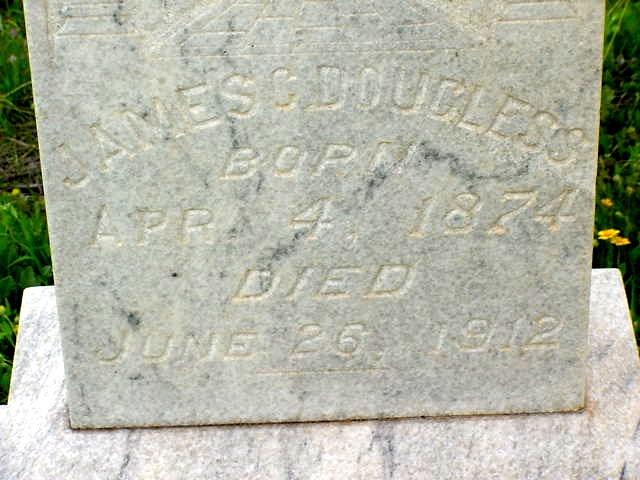 JAMES C. DOUGLESS
BORN
APR. 4, 1874
DIED
JUNE 26, 1912